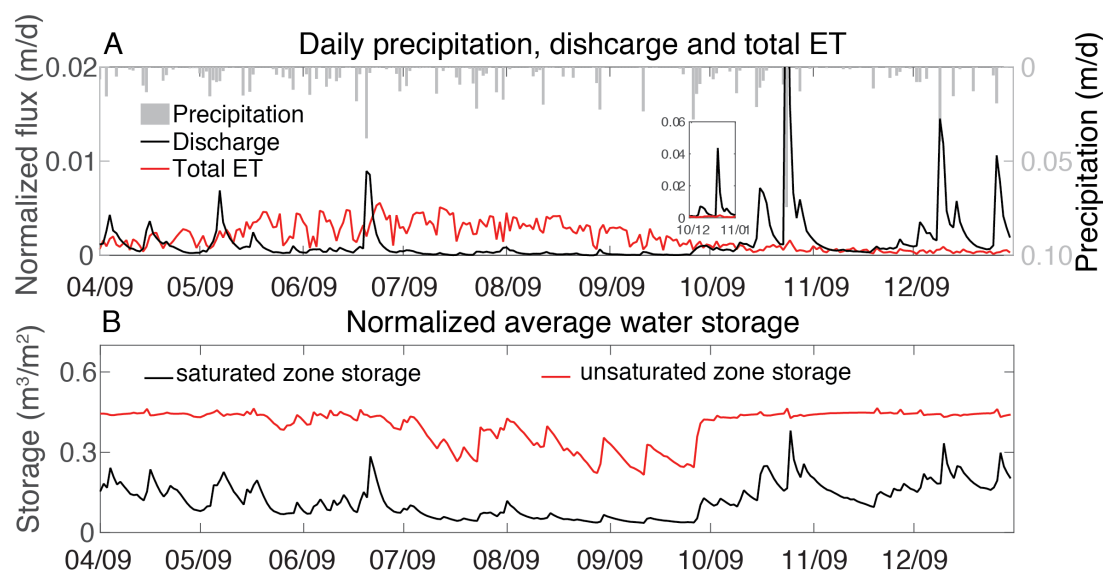 A
Daily precipitation, dishcarge and total ET
Normalized flux (m/d)
Precipitation (m/d)
0.02
0.01
0
0
0.05
0.10
Precipitation
Discharge
Total ET
0.06
0.04
0.02
0
10/12 11/01
04/09 05/09 06/09 07/09 08/09 09/09 10/09 11/09 12/09
B
Normalized average water storage
Storage (m³/m²)
0.6
0.3
0
saturated zone storage
unsaturated zone storage
04/09 05/09 06/09 07/09 08/09 09/09 10/09 11/09 12/09